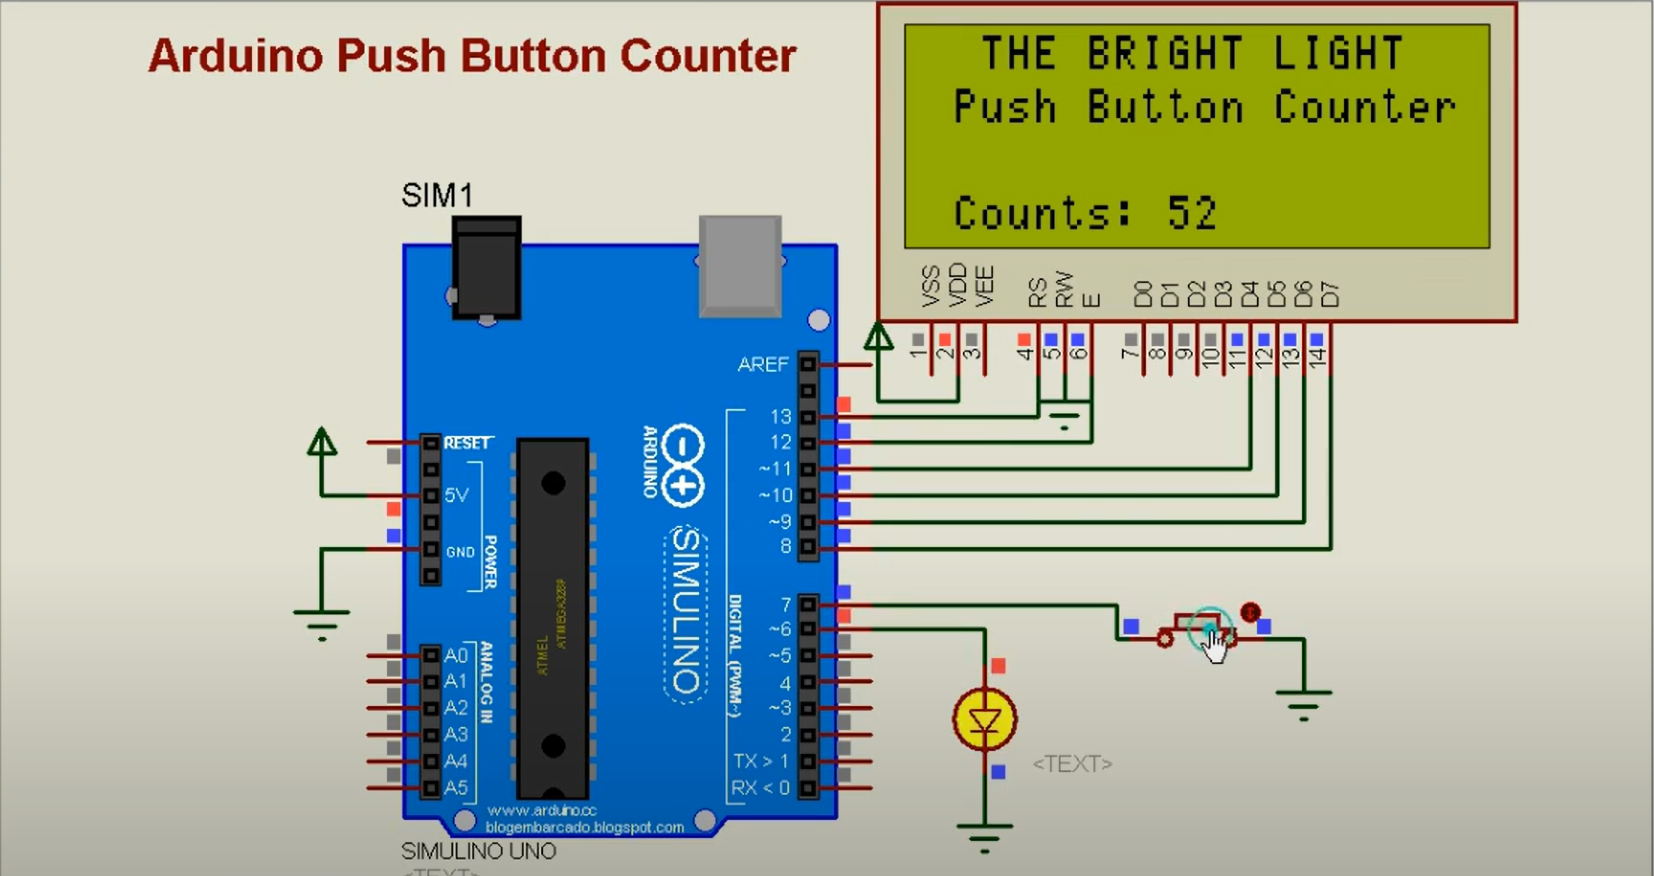 Arduino Push Button Counter
THE BRIGHT LIGHT
Push Button Counter
Counts: 52
SIM1
VSS
VDD
VEE
RS
RW
E
D0
D1
D2
D3
D4
D5
D6
D7
1
2
3
4
5
6
7
8
9
10
11
12
13
14
AREF
13
12
~11
~10
~9
8
RESET
5V
GND
POWER
ARDUINO
SIMULINO
ATMEL
ATMEGA328P
DIGITAL (PWM~)
7
~6
~5
4
~3
2
TX > 1
RX < 0
A0
A1
A2
A3
A4
A5
ANALOG IN
www.arduino.cc
blogembarcado.blogspot.com
SIMULINO UNO
<TEXT>
<TEXT>